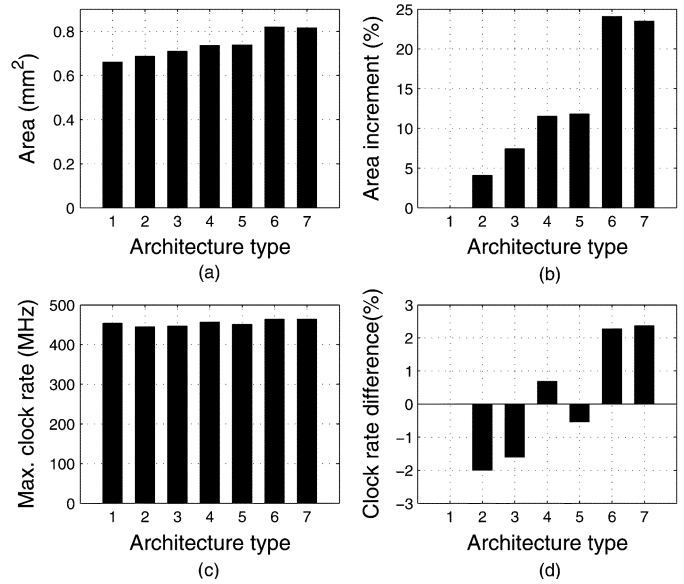 Area (mm2)
0.8
0.6
0.4
0.2
0
1 2 3 4 5 6 7
Architecture type
(a)
Area increment (%)
25
20
15
10
5
0
1 2 3 4 5 6 7
Architecture type
(b)
Max. clock rate (MHz)
500
400
300
200
100
0
1 2 3 4 5 6 7
Architecture type
(c)
Clock rate difference(%)
3
2
1
0
−1
−2
−3
1 2 3 4 5 6 7
Architecture type
(d)